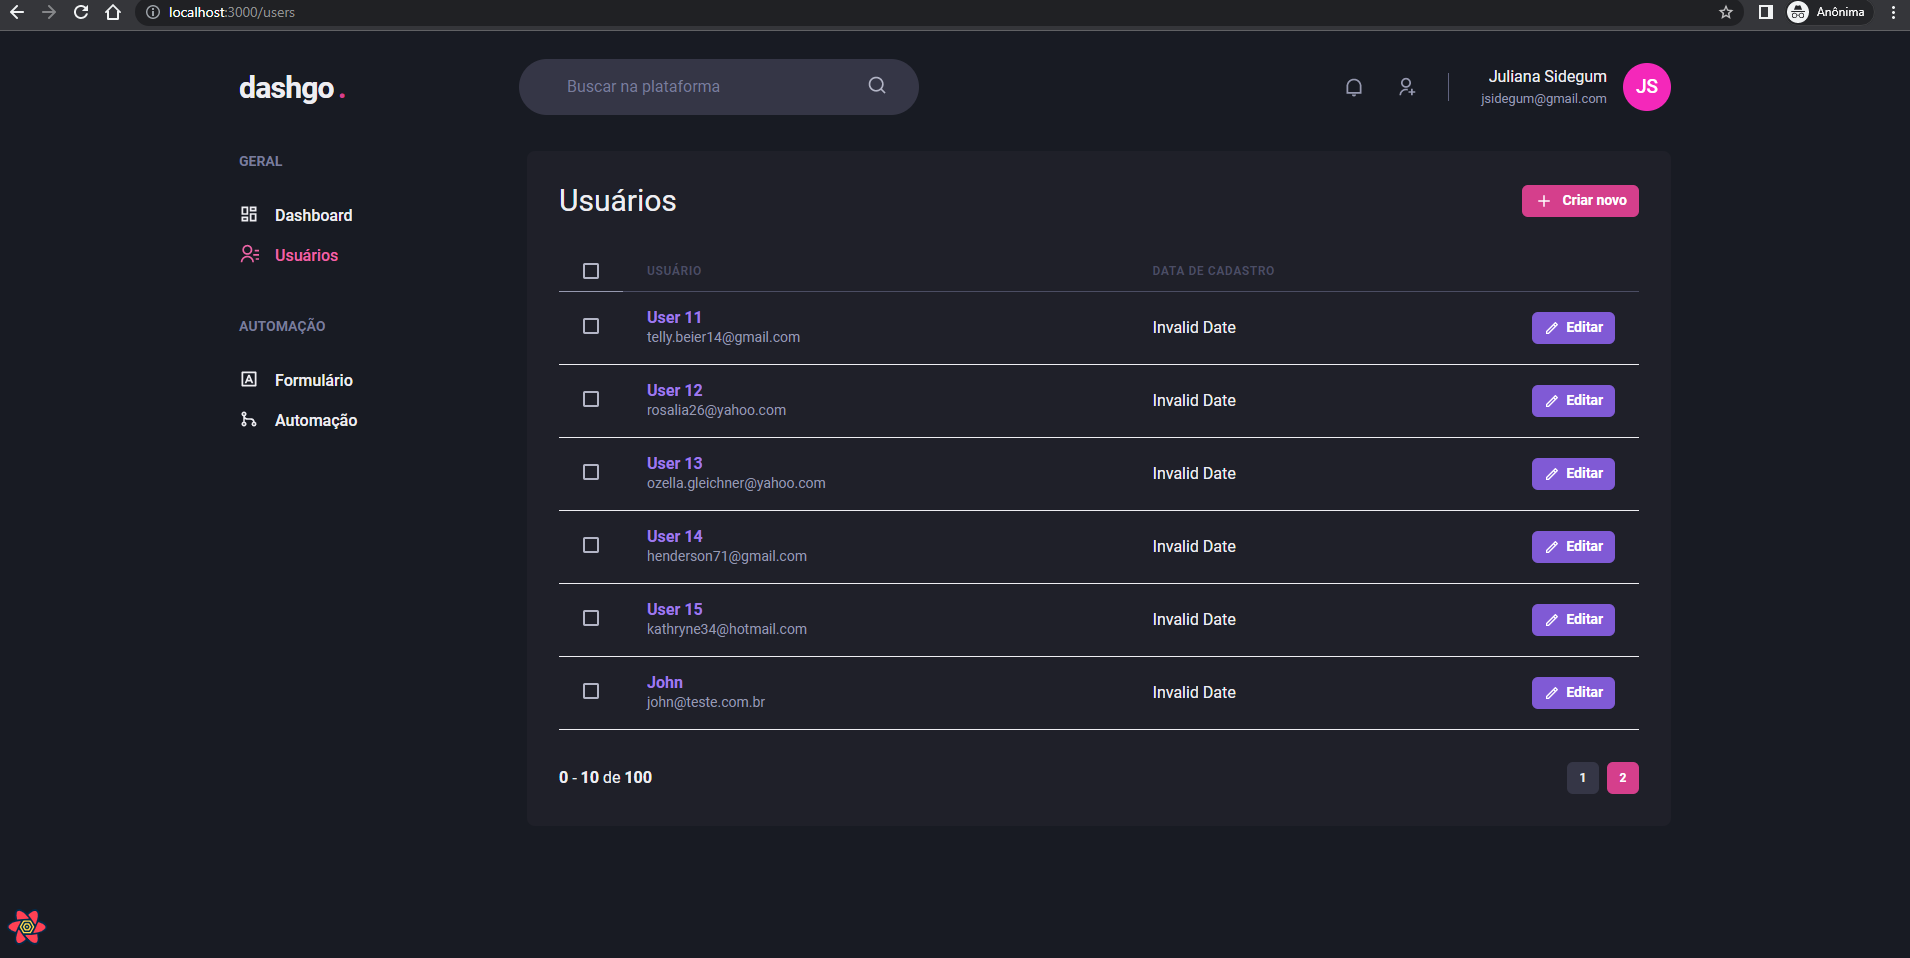 localhost:3000/users
Anônima
dashgo.
Buscar na plataforma
Juliana Sidegum
jsidegum@gmail.com
JS
GERAL
Dashboard
Usuários
AUTOMAÇÃO
Formulário
Automação
Usuários
Criar novo
USUÁRIO DATA DE CADASTRO
User 11
telly.beier14@gmail.com
Invalid Date
Editar
User 12
rosalia26@yahoo.com
Invalid Date
Editar
User 13
ozella.gleichner@yahoo.com
Invalid Date
Editar
User 14
henderson71@gmail.com
Invalid Date
Editar
User 15
kathryne34@hotmail.com
Invalid Date
Editar
John
john@teste.com.br
Invalid Date
Editar
0 - 10 de 100
1 2